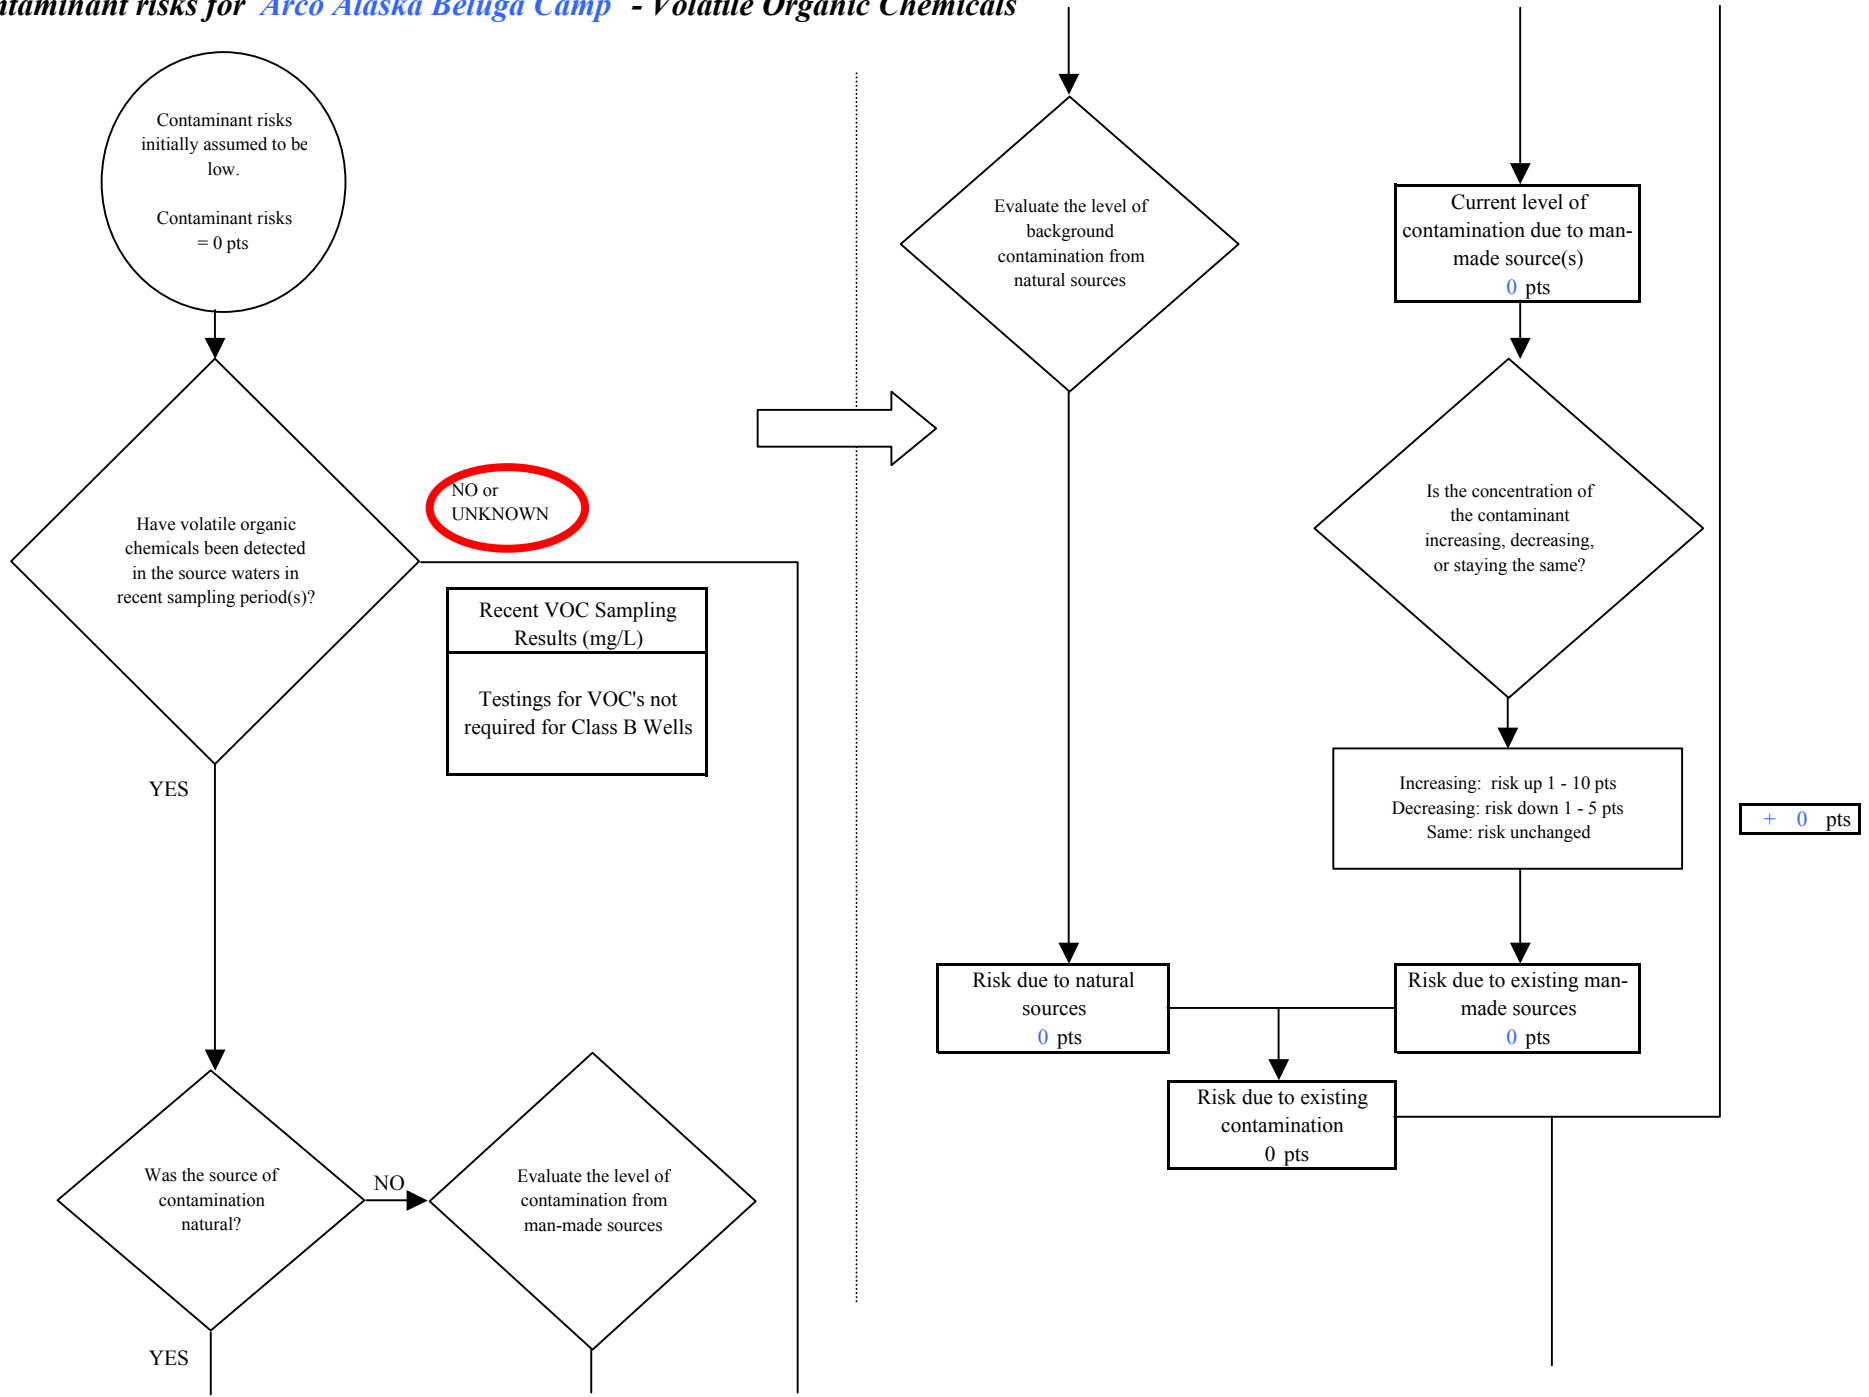 ntaminant risks for Arco Alaska Beluga Camp - Volatile Organic Chemicals
Contaminant risks
initially assumed to be
low.
Contaminant risks
= 0 pts
Have volatile organic
chemicals been detected
in the source waters in
recent sampling period(s)?
NO or
UNKNOWN
Recent VOC Sampling
Results (mg/L)
Testings for VOC's not
required for Class B Wells
YES
Was the source of
contamination
natural?
NO
Evaluate the level of
contamination from
man-made sources
YES
Evaluate the level of
background
contamination from
natural sources
Current level of
contamination due to man-
made source(s)
0 pts
Is the concentration of
the contaminant
increasing, decreasing,
or staying the same?
Increasing: risk up 1 - 10 pts
Decreasing: risk down 1 - 5 pts
Same: risk unchanged
+ 0 pts
Risk due to natural
sources
0 pts
Risk due to existing man-
made sources
0 pts
Risk due to existing
contamination
0 pts